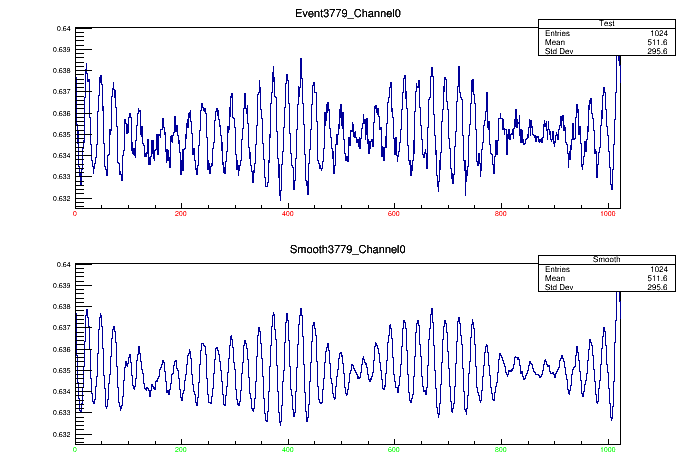 Event3779_Channel0
Test
Entries 1024
Mean 511.6
Std Dev 295.6
0.64
0.639
0.638
0.637
0.636
0.635
0.634
0.633
0.632
0 200 400 600 800 1000
Smooth3779_Channel0
Smooth
Entries 1024
Mean 511.6
Std Dev 295.6
0.64
0.639
0.638
0.637
0.636
0.635
0.634
0.633
0.632
0 200 400 600 800 1000